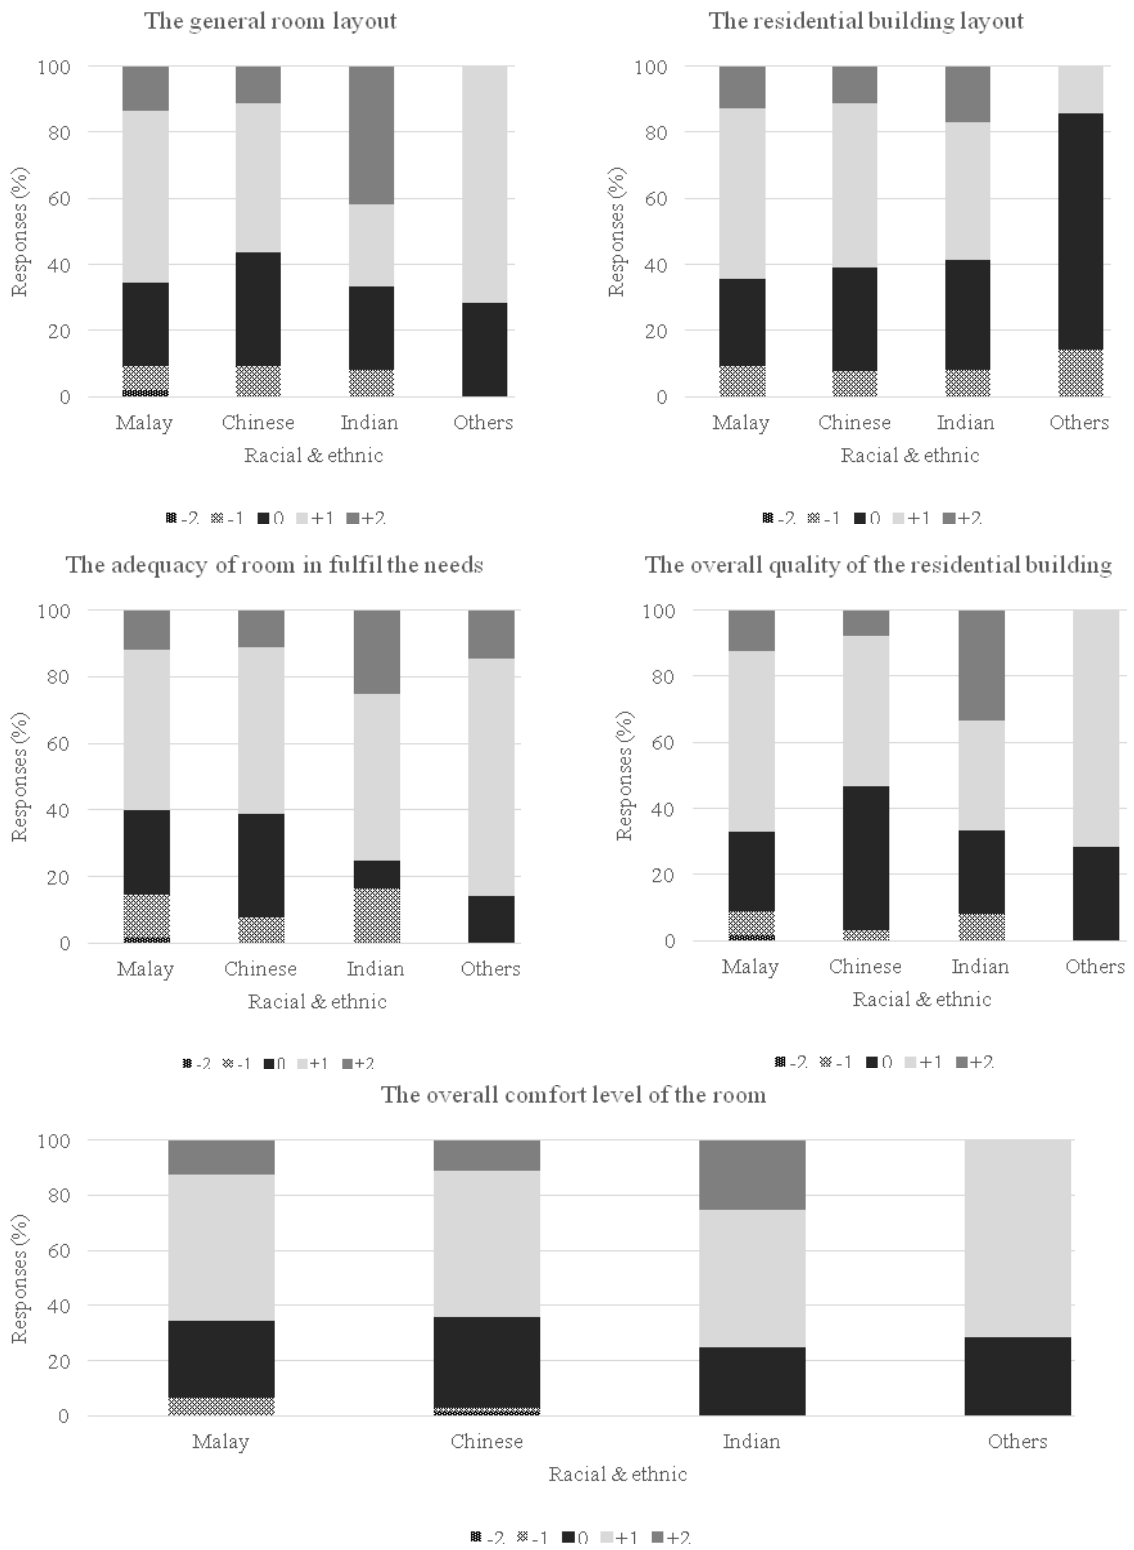 The general room layout
100
80
60
40
20
0
Responses (%)
Malay Chinese Indian Others
Racial & ethnic
-2 -1 0 +1 +2
The residential building layout
100
80
60
40
20
0
Responses (%)
Malay Chinese Indian Others
Racial & ethnic
-2 -1 0 +1 +2
The adequacy of room in fulfil the needs
100
80
60
40
20
0
Responses (%)
Malay Chinese Indian Others
Racial & ethnic
-2 -1 0 +1 +2
The overall quality of the residential building
100
80
60
40
20
0
Responses (%)
Malay Chinese Indian Others
Racial & ethnic
-2 -1 0 +1 +2
The overall comfort level of the room
100
80
60
40
20
0
Responses (%)
Malay Chinese Indian Others
Racial & ethnic
-2 -1 0 +1 +2